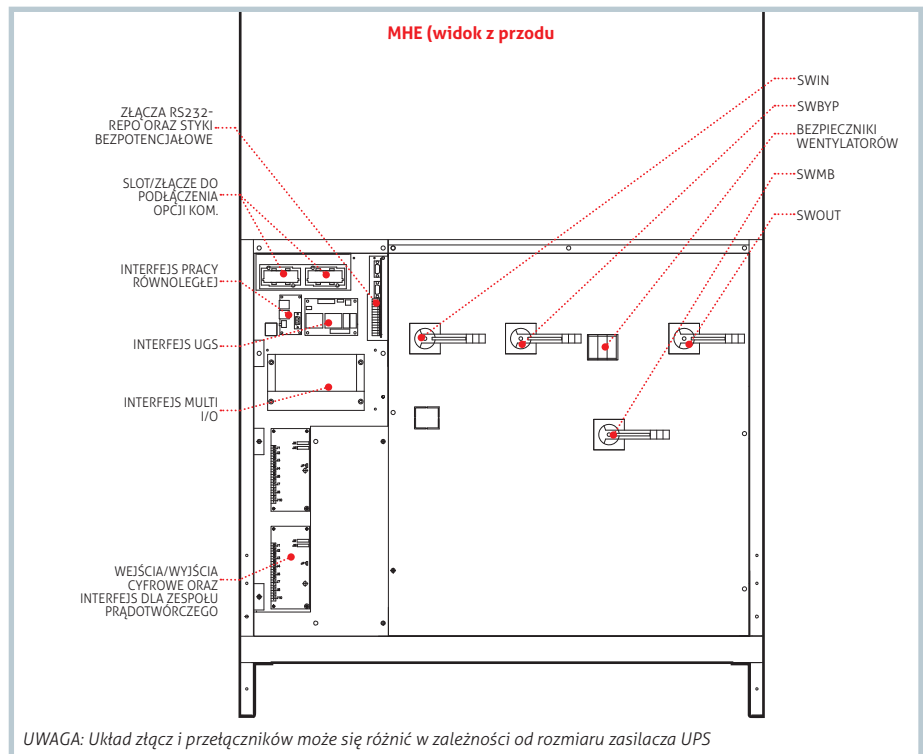 MHE (widok z przodu
ZŁĄCZA RS232-
REPO ORAZ STYKI
BEZPOTENCJAŁOWE
SLOT/ZŁĄCZE DO
PODŁĄCZENIA
OPCJI KOM.
INTERFEJS PRACY
RÓWNOLEGŁEJ
INTERFEJS UGS
INTERFEJS MULTI
I/O
WEJŚCIA/WYJŚCIA
CYFROWE ORAZ
INTERFEJS DLA ZESPOŁU
PRĄDOTWÓRCZEGO
SWIN
SWBYP
BEZPIECZNIKI
WENTYLATORÓW
SWMB
SWOUT
UWAGA: Układ złącz i przełączników może się różnić w zależności od rozmiaru zasilacza UPS